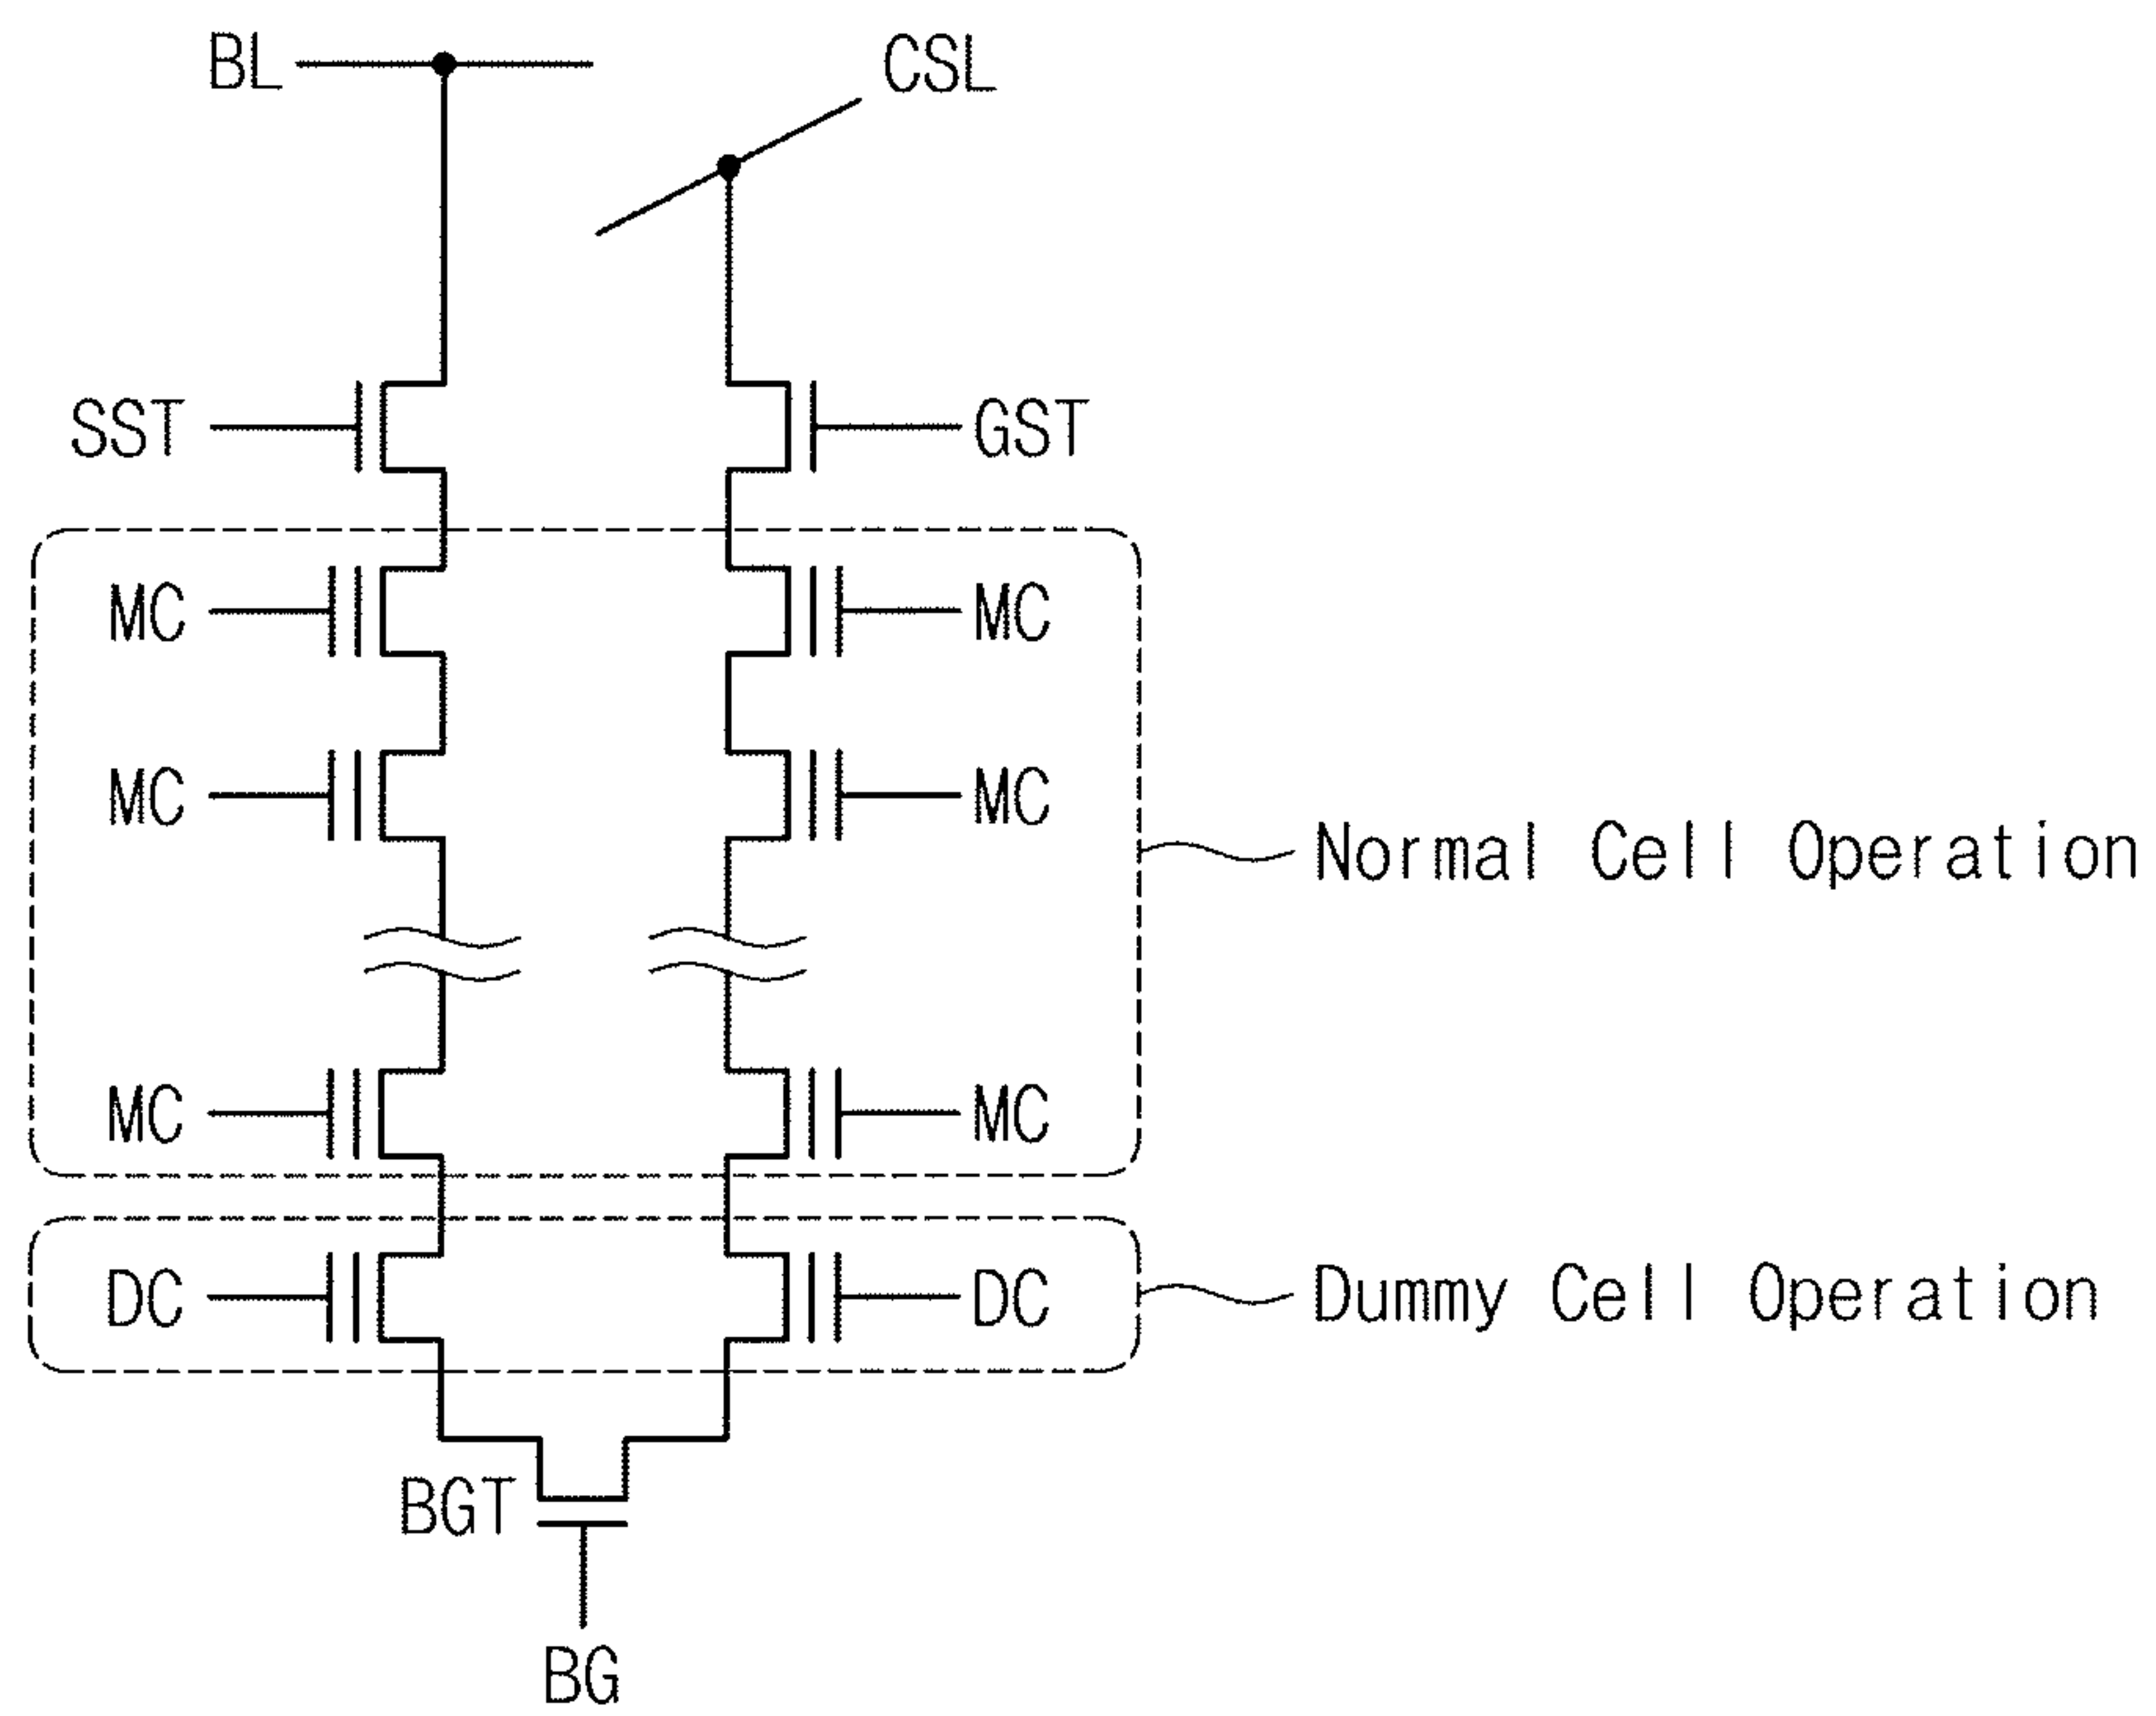 BL
CSL
SST
GST
MC
MC
MC
MC
Normal Cell Operation
MC
MC
DC
DC
Dummy Cell Operation
BGT
BG